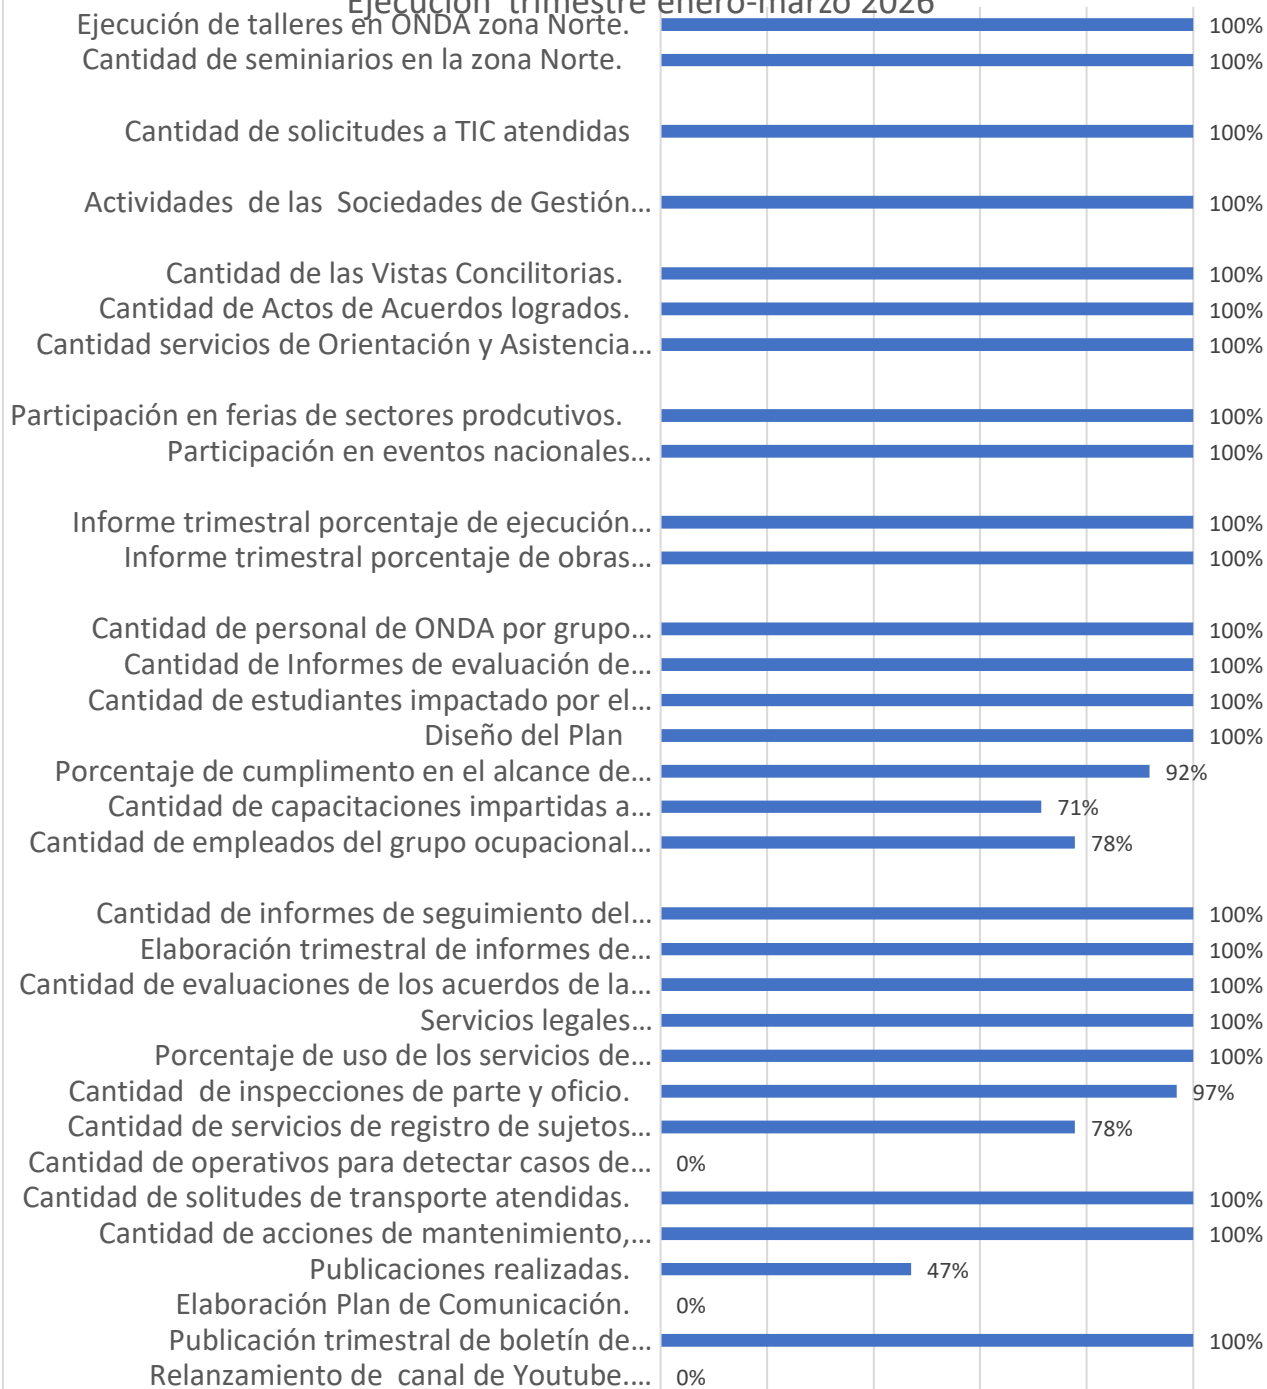 Ejecución trimestre enero-marzo 2026
Ejecución de talleres en ONDA zona Norte. 100%
Cantidad de seminiarios en la zona Norte. 100%
Cantidad de solicitudes a TIC atendidas 100%
Actividades de las Sociedades de Gestión... 100%
Cantidad de las Vistas Concilitorias. 100%
Cantidad de Actos de Acuerdos logrados. 100%
Cantidad servicios de Orientación y Asistencia... 100%
Participación en ferias de sectores prodcutivos. 100%
Participación en eventos nacionales... 100%
Informe trimestral porcentaje de ejecución... 100%
Informe trimestral porcentaje de obras... 100%
Cantidad de personal de ONDA por grupo... 100%
Cantidad de Informes de evaluación de... 100%
Cantidad de estudiantes impactado por el... 100%
Diseño del Plan 100%
Porcentaje de cumplimento en el alcance de... 92%
Cantidad de capacitaciones impartidas a... 71%
Cantidad de empleados del grupo ocupacional... 78%
Cantidad de informes de seguimiento del... 100%
Elaboración trimestral de informes de... 100%
Cantidad de evaluaciones de los acuerdos de la... 100%
Servicios legales... 100%
Porcentaje de uso de los servicios de... 100%
Cantidad de inspecciones de parte y oficio. 97%
Cantidad de servicios de registro de sujetos... 78%
Cantidad de operativos para detectar casos de... 0%
Cantidad de solitudes de transporte atendidas. 100%
Cantidad de acciones de mantenimiento,... 100%
Publicaciones realizadas. 47%
Elaboración Plan de Comunicación. 0%
Publicación trimestral de boletín de... 100%
Relanzamiento de canal de Youtube.... 0%